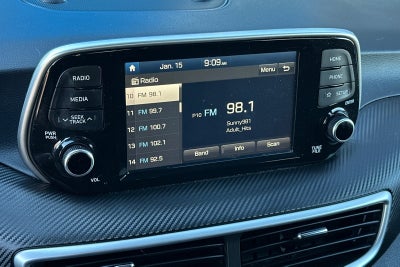 Jan. 15 9:09AM
Radio Menu
10 FM 98.1
11 FM 99.7
12 FM 100.7
13 FM 102.1
14 FM 92.5
P10 FM 98.1
Sunny981
Adult_Hits
Band Info Scan
RADIO
MEDIA
SEEK
TRACK
PWR
PUSH
VOL
HOME
PHONE
SETUP
ENTER
TUNE
FILE